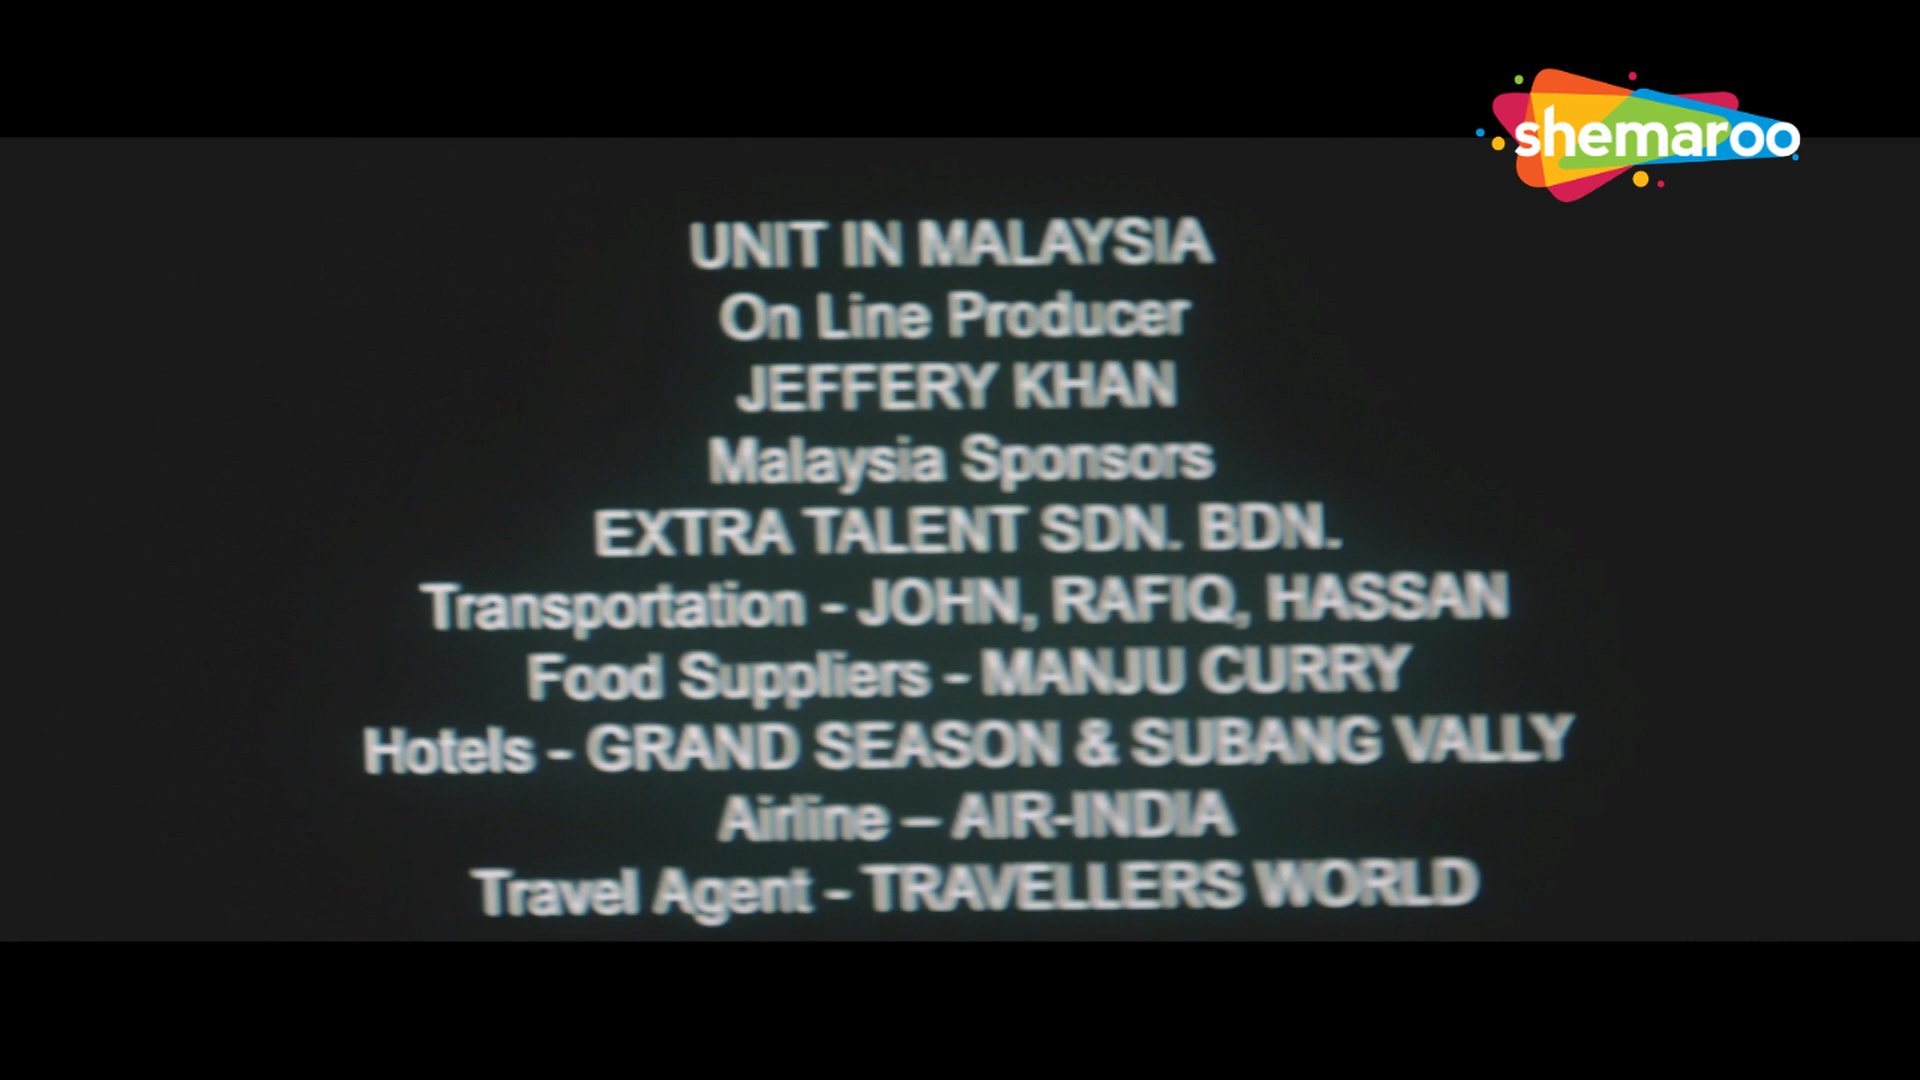 shemaroo
UNIT IN MALAYSIA
On Line Producer
JEFFERY KHAN
Malaysia Sponsors
EXTRA TALENT SDN. BDN.
Transportation - JOHN, RAFIQ, HASSAN
Food Suppliers - MANJU CURRY
Hotels - GRAND SEASON & SUBANG VALLY
Airline – AIR-INDIA
Travel Agent - TRAVELLERS WORLD